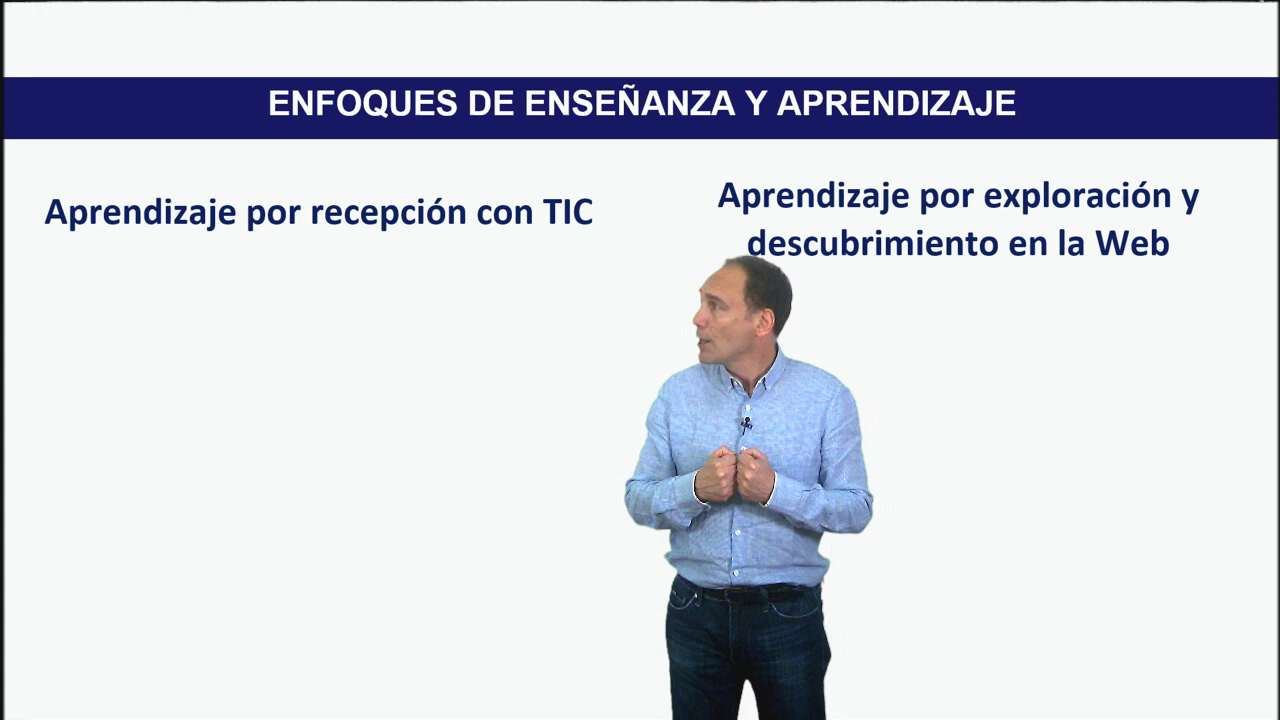 ENFOQUES DE ENSEÑANZA Y APRENDIZAJE
Aprendizaje por recepción con TIC
Aprendizaje por exploración y
descubrimiento en la Web